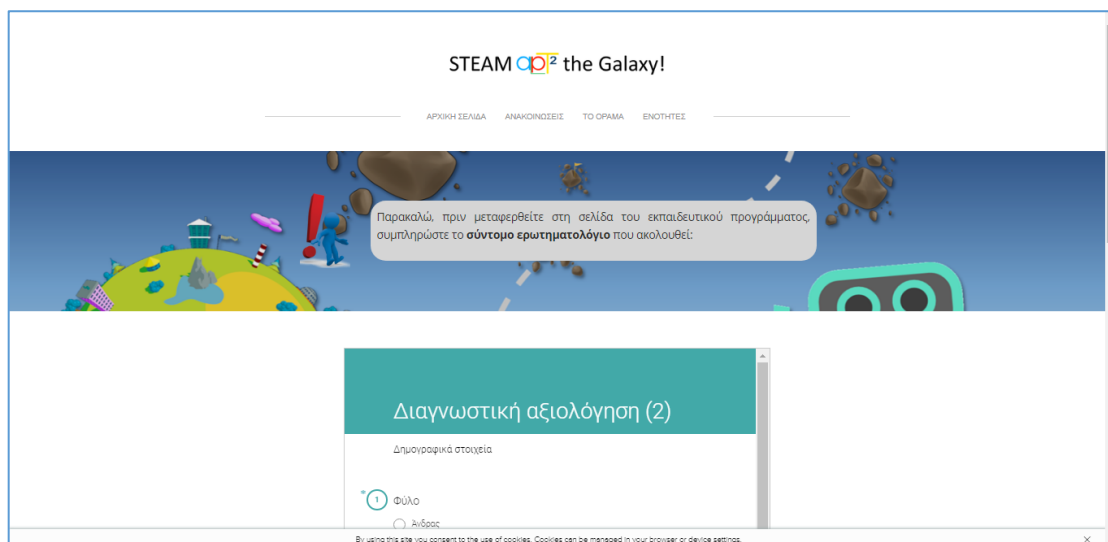 STEAM apT² the Galaxy!
ΑΡΧΙΚΗ ΣΕΛΙΔΑ ΑΝΑΚΟΙΝΩΣΕΙΣ ΤΟ ΟΡΑΜΑ ΕΝΟΤΗΤΕΣ
Παρακαλώ, πριν μεταφερθείτε στη σελίδα του εκπαιδευτικού προγράμματος,
συμπληρώστε το σύντομο ερωτηματολόγιο που ακολουθεί:
Διαγνωστική αξιολόγηση (2)
Δημογραφικά στοιχεία
* 1 Φύλο
Άνδρας
By using this site you consent to the use of cookies. Cookies can be managed in your browser or device settings.